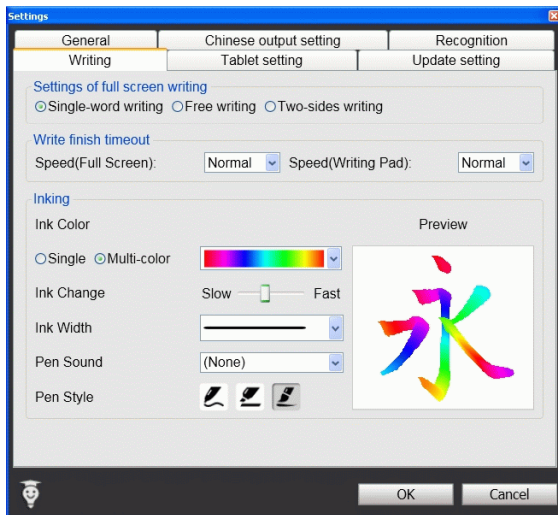 Settings
General Chinese output setting Recognition
Writing Tablet setting Update setting
Settings of full screen writing
Single-word writing Free writing Two-sides writing
Write finish timeout
Speed(Full Screen): Normal Speed(Writing Pad): Normal
Inking
Ink Color Preview
Single Multi-color
Ink Change Slow Fast
Ink Width
Pen Sound (None)
Pen Style
永
OK Cancel